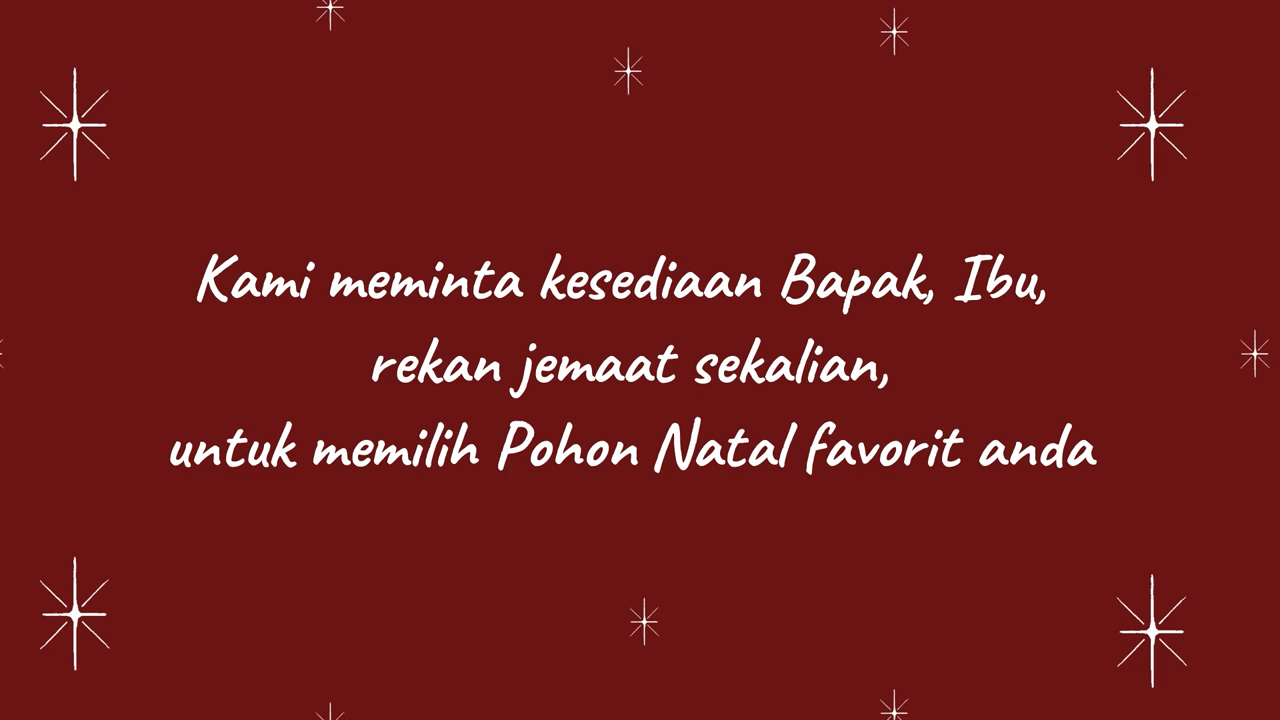 Kami meminta kesediaan Bapak, Ibu,
rekan jemaat sekalian,
untuk memilih Pohon Natal favorit anda